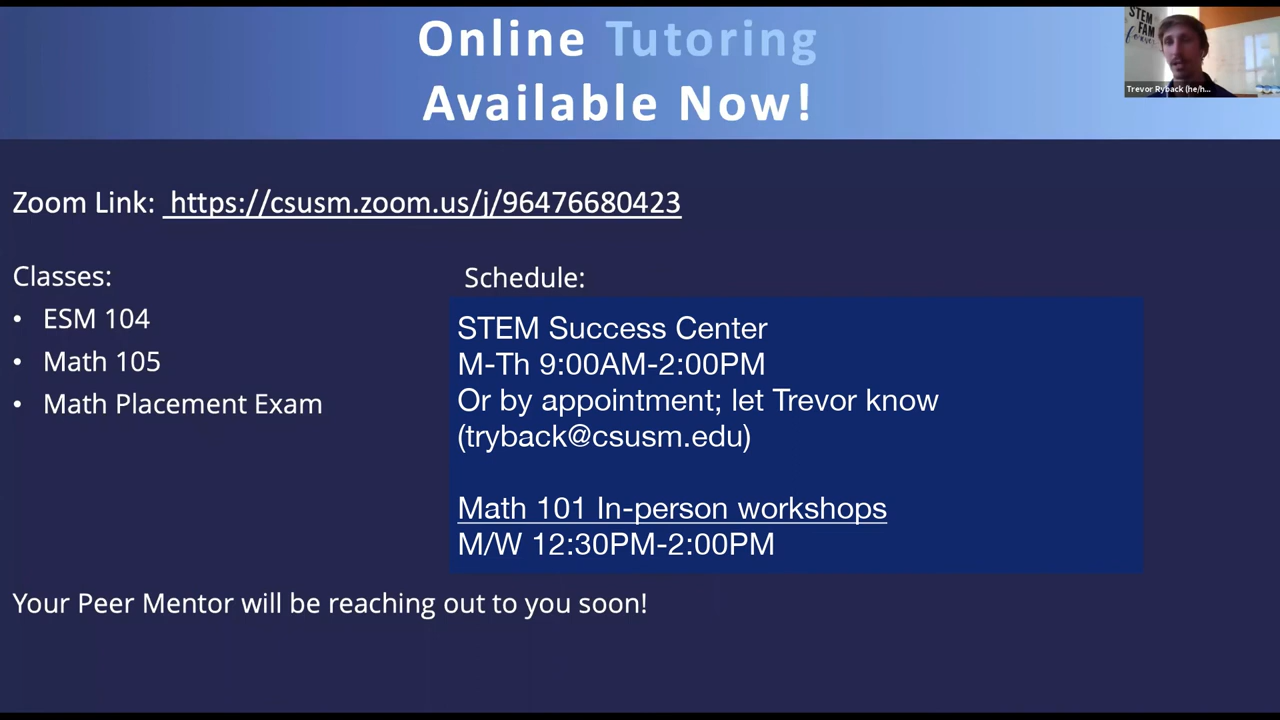 Online Tutoring
Available Now!
STEM
FAM
forever
Trevor Ryback (he/h...
Zoom Link: https://csusm.zoom.us/j/96476680423
Classes:
• ESM 104
• Math 105
• Math Placement Exam
Schedule:
STEM Success Center
M-Th 9:00AM-2:00PM
Or by appointment; let Trevor know
(tryback@csusm.edu)
Math 101 In-person workshops
M/W 12:30PM-2:00PM
Your Peer Mentor will be reaching out to you soon!